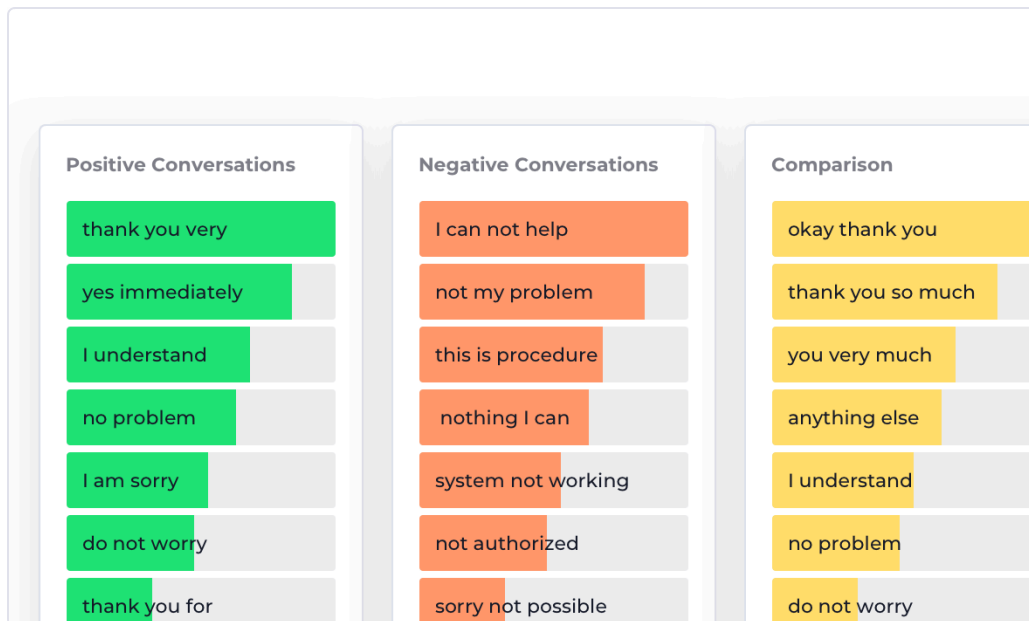 Positive Conversations
thank you very
yes immediately
I understand
no problem
I am sorry
do not worry
thank you for
Negative Conversations
I can not help
not my problem
this is procedure
nothing I can
system not working
not authorized
sorry not possible
Comparison
okay thank you
thank you so much
you very much
anything else
I understand
no problem
do not worry